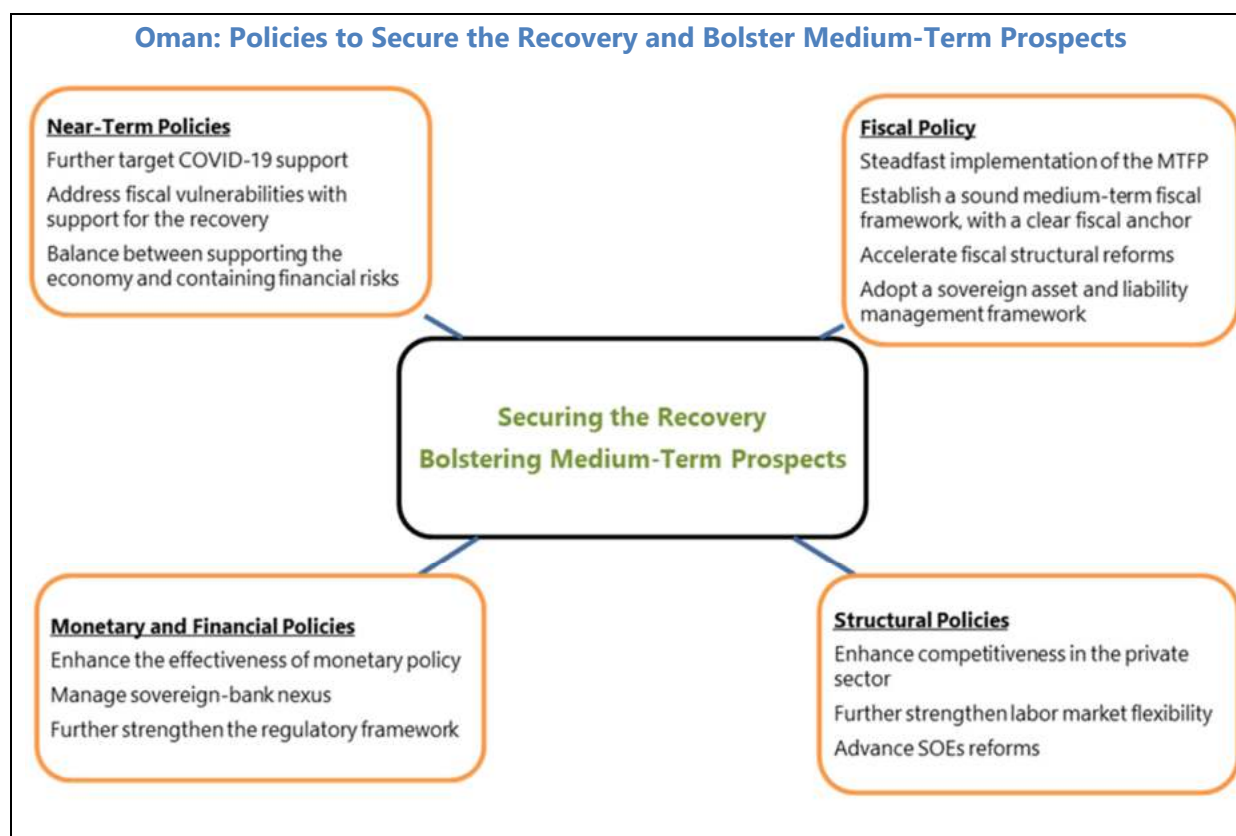 Oman: Policies to Secure the Recovery and Bolster Medium-Term Prospects
Near-Term Policies
Further target COVID-19 support
Address fiscal vulnerabilities with
support for the recovery
Balance between supporting the
economy and containing financial risks
Fiscal Policy
Steadfast implementation of the MTFP
Establish a sound medium-term fiscal
framework, with a clear fiscal anchor
Accelerate fiscal structural reforms
Adopt a sovereign asset and liability
management framework
Securing the Recovery
Bolstering Medium-Term Prospects
Monetary and Financial Policies
Enhance the effectiveness of monetary policy
Manage sovereign-bank nexus
Further strengthen the regulatory framework
Structural Policies
Enhance competitiveness in the private
sector
Further strengthen labor market flexibility
Advance SOEs reforms